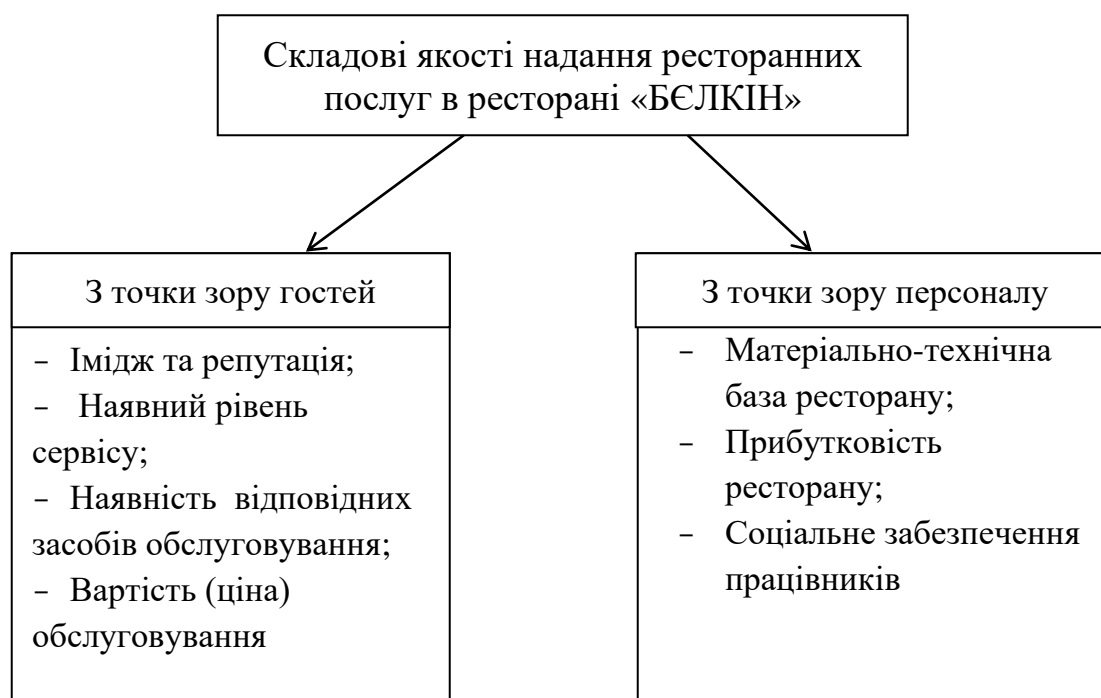 Складові якості надання ресторанних
послуг в ресторані «БЄЛКІН»
З точки зору гостей
– Імідж та репутація;
– Наявний рівень
сервісу;
– Наявність відповідних
засобів обслуговування;
– Вартість (ціна)
обслуговування
З точки зору персоналу
– Матеріально-технічна
база ресторану;
– Прибутковість
ресторану;
– Соціальне забезпечення
працівників